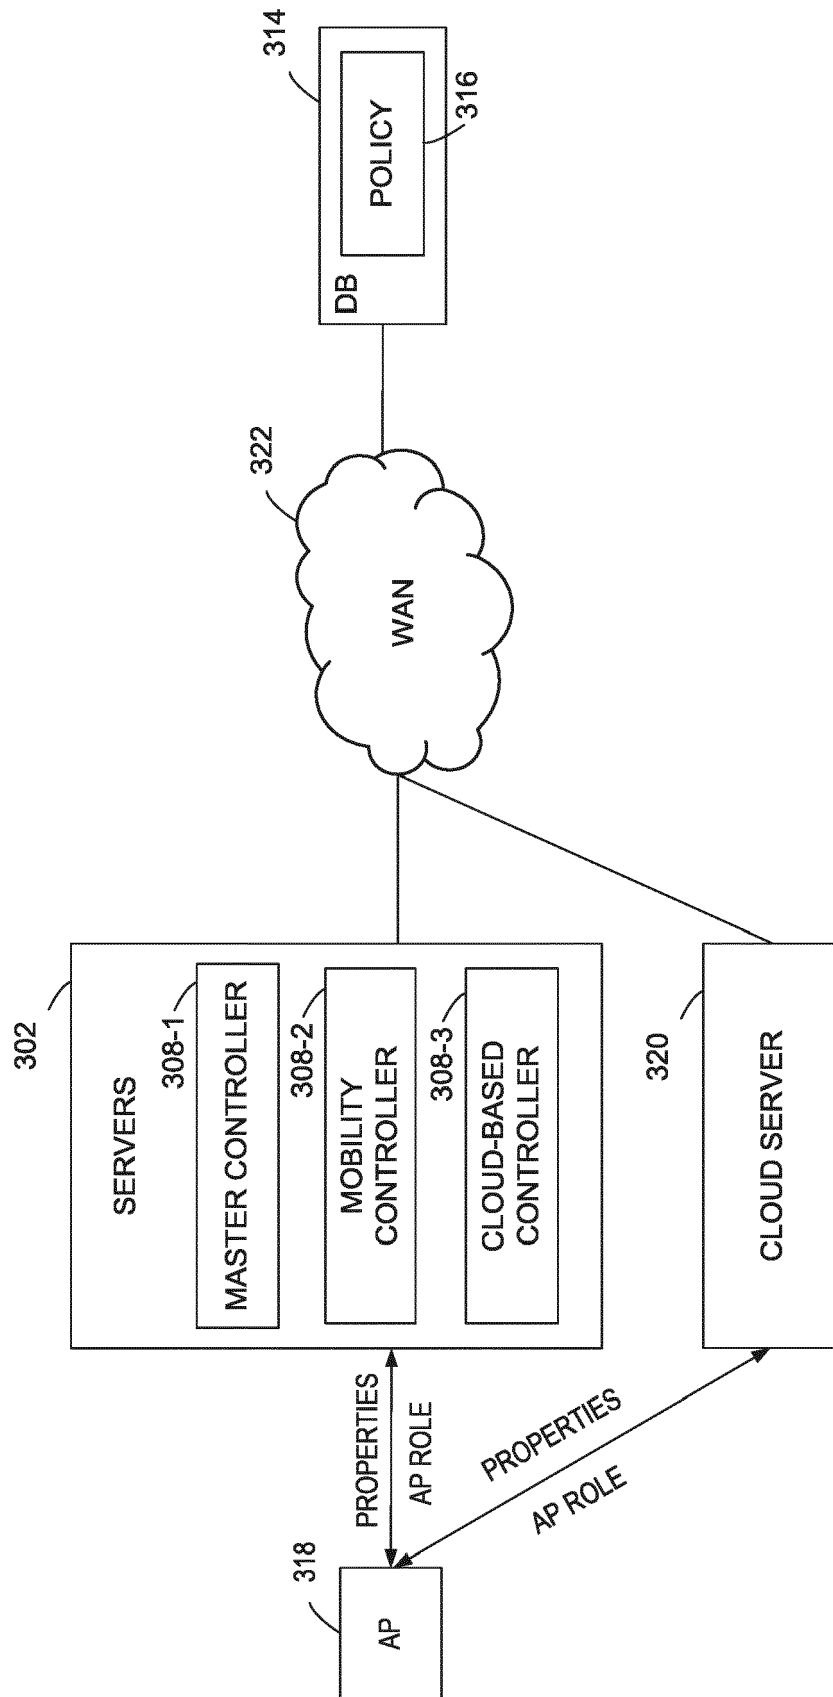 318
AP
PROPERTIES
AP ROLE
PROPERTIES
AP ROLE
302
SERVERS
308-1
MASTER CONTROLLER
308-2
MOBILITY
CONTROLLER
308-3
CLOUD-BASED
CONTROLLER
320
CLOUD SERVER
322
WAN
314
DB
POLICY
316